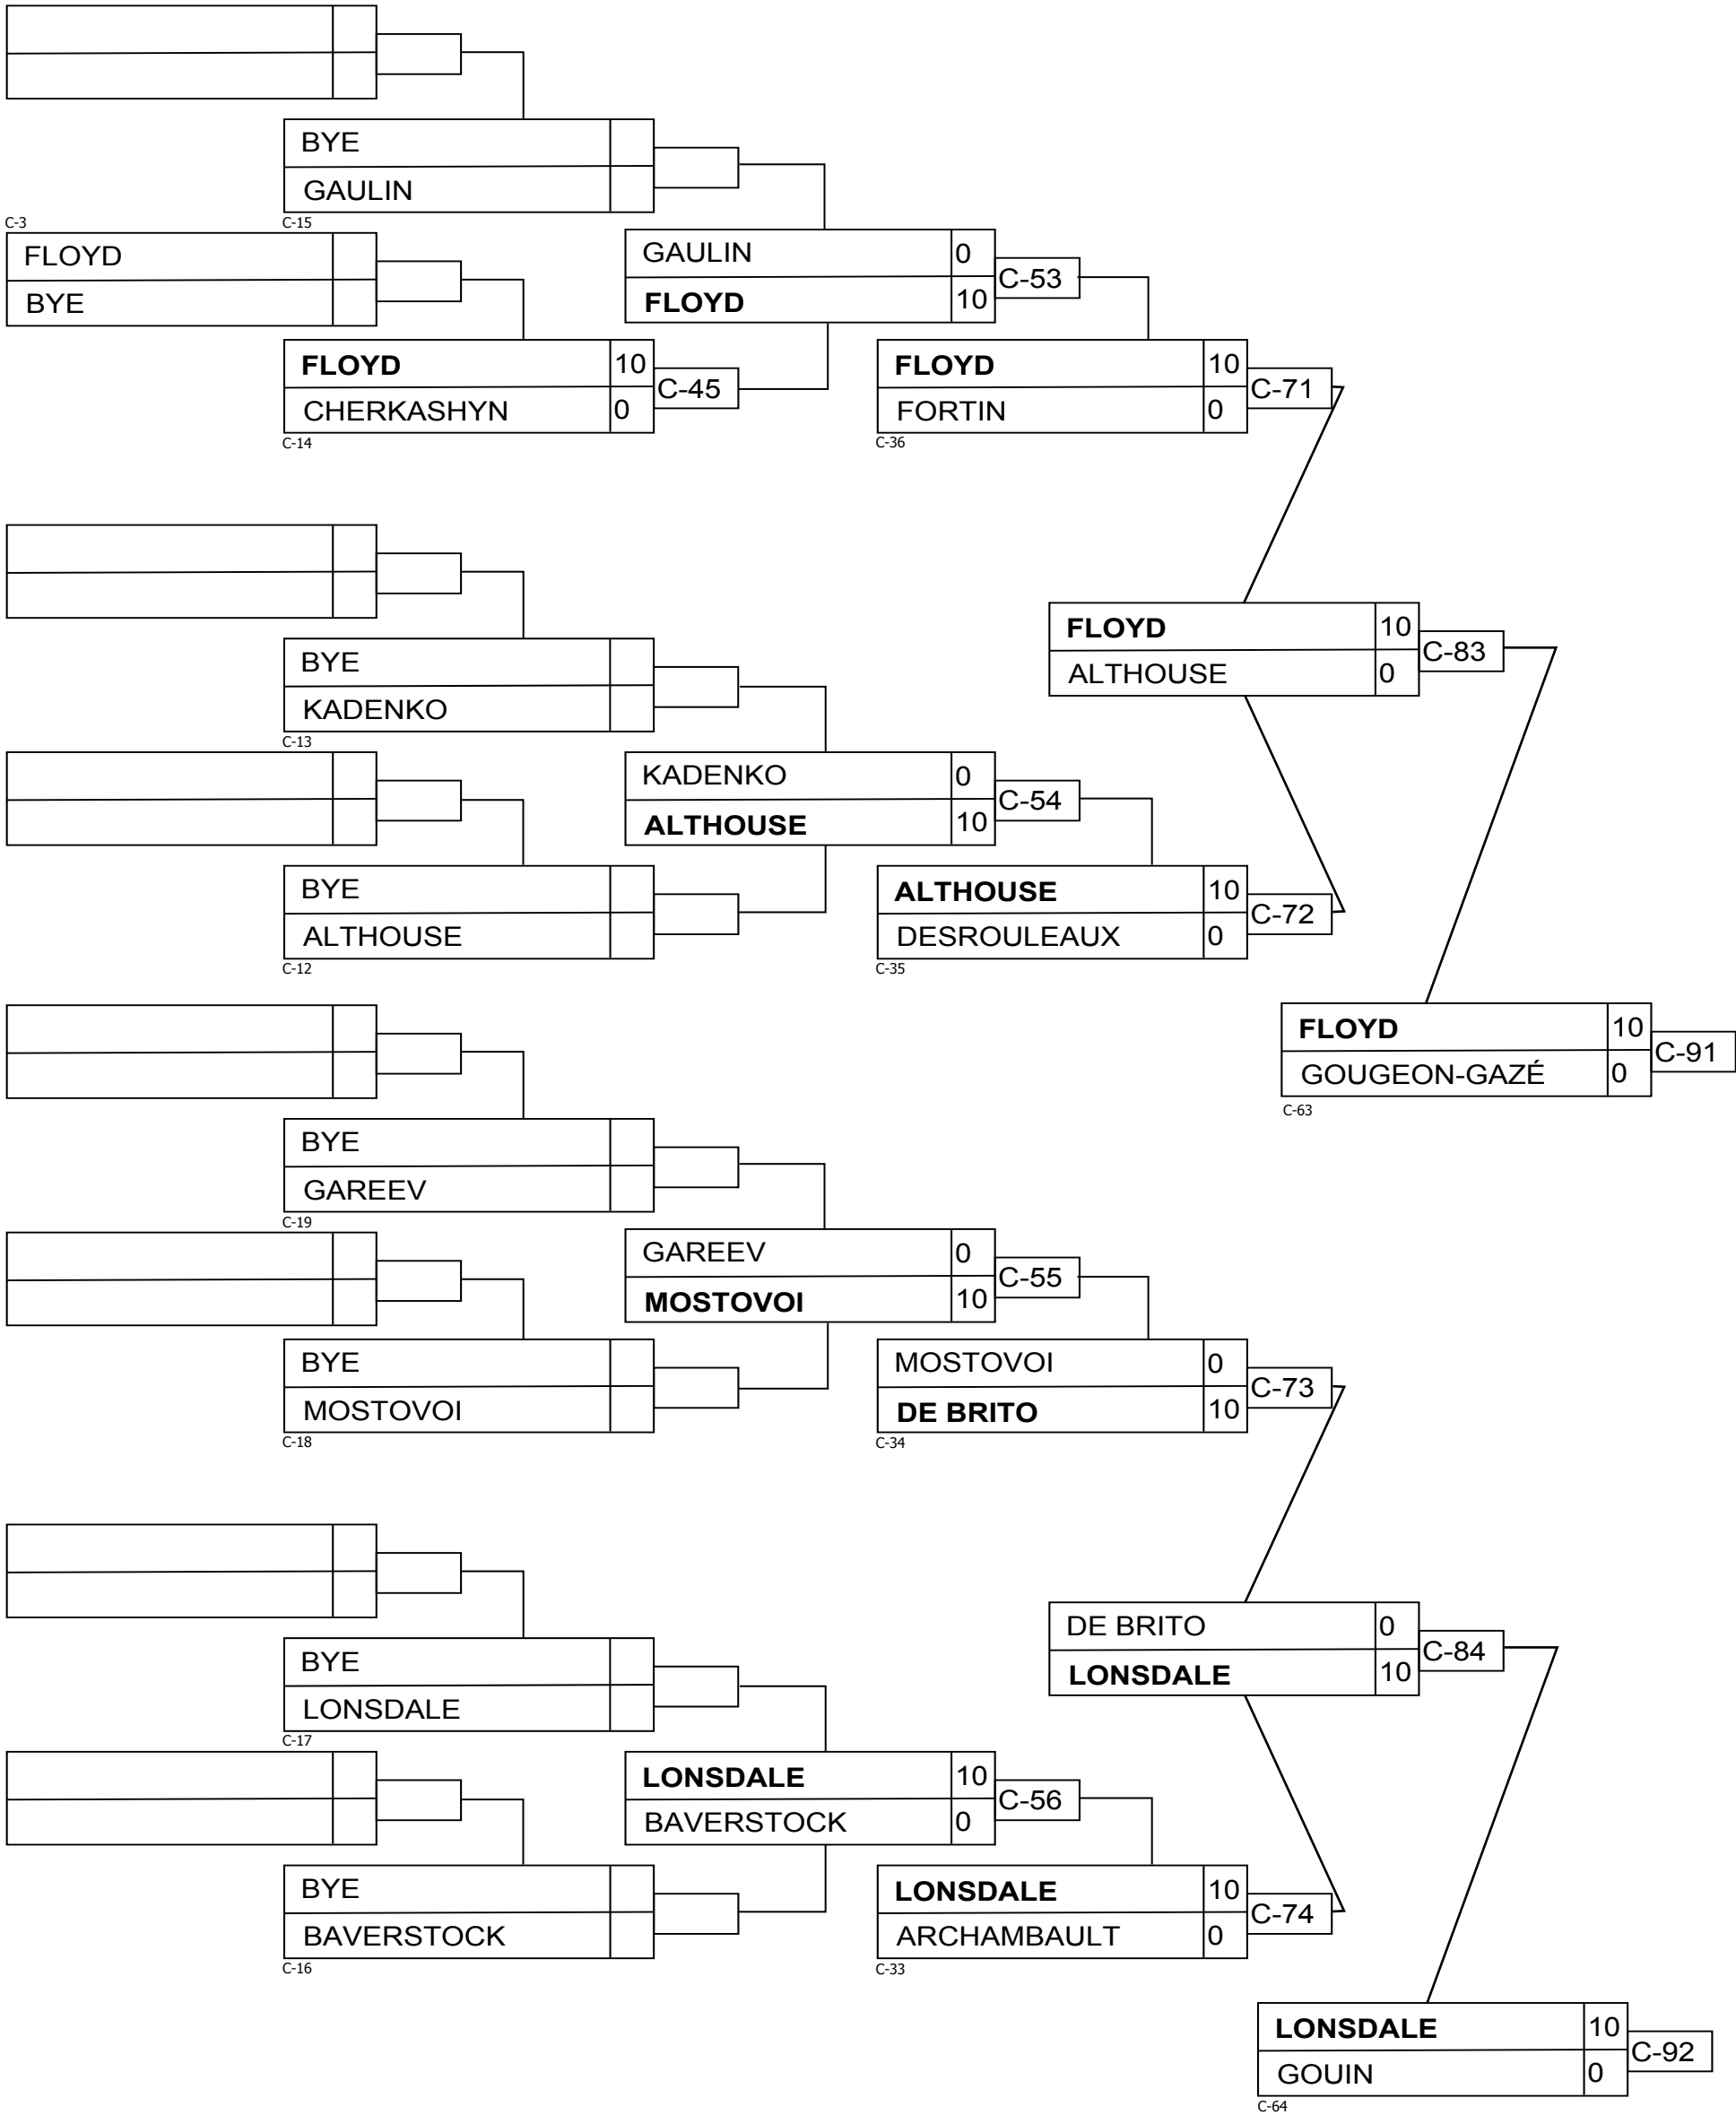 BYE
GAULIN
C-3
C-15
FLOYD
BYE
GAULIN 0
FLOYD 10
C-53
FLOYD 10
CHERKASHYN 0
C-45
C-14
FLOYD 10
FORTIN 0
C-71
C-36
FLOYD 10
ALTHOUSE 0
C-83
BYE
KADENKO
C-13
KADENKO 0
ALTHOUSE 10
C-54
BYE
ALTHOUSE
C-12
ALTHOUSE 10
DESROULEAUX 0
C-72
C-35
FLOYD 10
GOUGEON-GAZÉ 0
C-91
C-63
BYE
GAREEV
C-19
GAREEV 0
MOSTOVOI 10
C-55
BYE
MOSTOVOI
C-18
MOSTOVOI 0
DE BRITO 10
C-73
C-34
DE BRITO 0
LONSDALE 10
C-84
BYE
LONSDALE
C-17
LONSDALE 10
BAVERSTOCK 0
C-56
BYE
BAVERSTOCK
C-16
LONSDALE 10
ARCHAMBAULT 0
C-74
C-33
LONSDALE 10
GOUIN 0
C-92
C-64